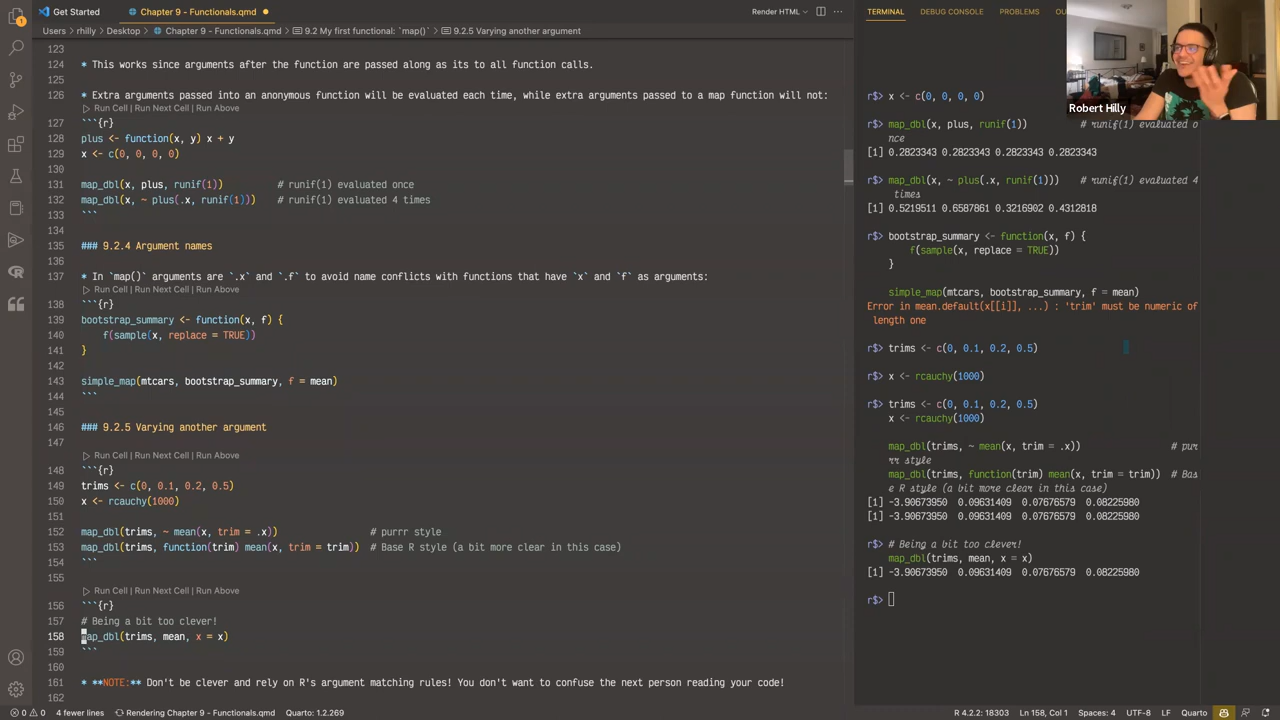 Get Started
Chapter 9 - Functionals.qmd
Render HTML
Users > rhilly > Desktop > Chapter 9 - Functionals.qmd > 9.2 My first functional: `map()` > 9.2.5 Varying another argument
123
124 * This works since arguments after the function are passed along as its to all function calls.
125
126 * Extra arguments passed into an anonymous function will be evaluated each time, while extra arguments passed to a map function will not:
Run Cell | Run Next Cell | Run Above
127 ```{r}
128 plus <- function(x, y) x + y
129 x <- c(0, 0, 0, 0)
130
131 map_dbl(x, plus, runif(1)) # runif(1) evaluated once
132 map_dbl(x, ~ plus(.x, runif(1))) # runif(1) evaluated 4 times
133 ```
134
135 ### 9.2.4 Argument names
136
137 * In `map()` arguments are `.x` and `.f` to avoid name conflicts with functions that have `x` and `f` as arguments:
Run Cell | Run Next Cell | Run Above
138 ```{r}
139 bootstrap_summary <- function(x, f) {
140 f(sample(x, replace = TRUE))
141 }
142
143 simple_map(mtcars, bootstrap_summary, f = mean)
144 ```
145
146 ### 9.2.5 Varying another argument
147
Run Cell | Run Next Cell | Run Above
148 ```{r}
149 trims <- c(0, 0.1, 0.2, 0.5)
150 x <- rcauchy(1000)
151
152 map_dbl(trims, ~ mean(x, trim = .x)) # purrr style
153 map_dbl(trims, function(trim) mean(x, trim = trim)) # Base R style (a bit more clear in this case)
154 ```
155
Run Cell | Run Next Cell | Run Above
156 ```{r}
157 # Being a bit too clever!
158 map_dbl(trims, mean, x = x)
159 ```
160
161 * **NOTE:** Don't be clever and rely on R's argument matching rules! You don't want to confuse the next person reading your code!
162
TERMINAL DEBUG CONSOLE PROBLEMS OU
Robert Hilly
r$> x <- c(0, 0, 0, 0)
r$> map_dbl(x, plus, runif(1)) # runif(1) evaluated o
nce
[1] 0.2823343 0.2823343 0.2823343 0.2823343
r$> map_dbl(x, ~ plus(.x, runif(1))) # runif(1) evaluated 4
times
[1] 0.5219511 0.6587861 0.3216902 0.4312818
r$> bootstrap_summary <- function(x, f) {
f(sample(x, replace = TRUE))
}
simple_map(mtcars, bootstrap_summary, f = mean)
Error in mean.default(x[[i]], ...) : 'trim' must be numeric of
length one
r$> trims <- c(0, 0.1, 0.2, 0.5)
r$> x <- rcauchy(1000)
r$> trims <- c(0, 0.1, 0.2, 0.5)
x <- rcauchy(1000)
map_dbl(trims, ~ mean(x, trim = .x)) # pur
rr style
map_dbl(trims, function(trim) mean(x, trim = trim)) # Bas
e R style (a bit more clear in this case)
[1] -3.90673950 0.09631409 0.07676579 0.08225980
[1] -3.90673950 0.09631409 0.07676579 0.08225980
r$> # Being a bit too clever!
map_dbl(trims, mean, x = x)
[1] -3.90673950 0.09631409 0.07676579 0.08225980
r$>
0 0 4 fewer lines Rendering Chapter 9 - Functionals.qmd Quarto: 1.2.269
R 4.2.2: 18303 Ln 158, Col 1 Spaces: 4 UTF-8 LF Quarto